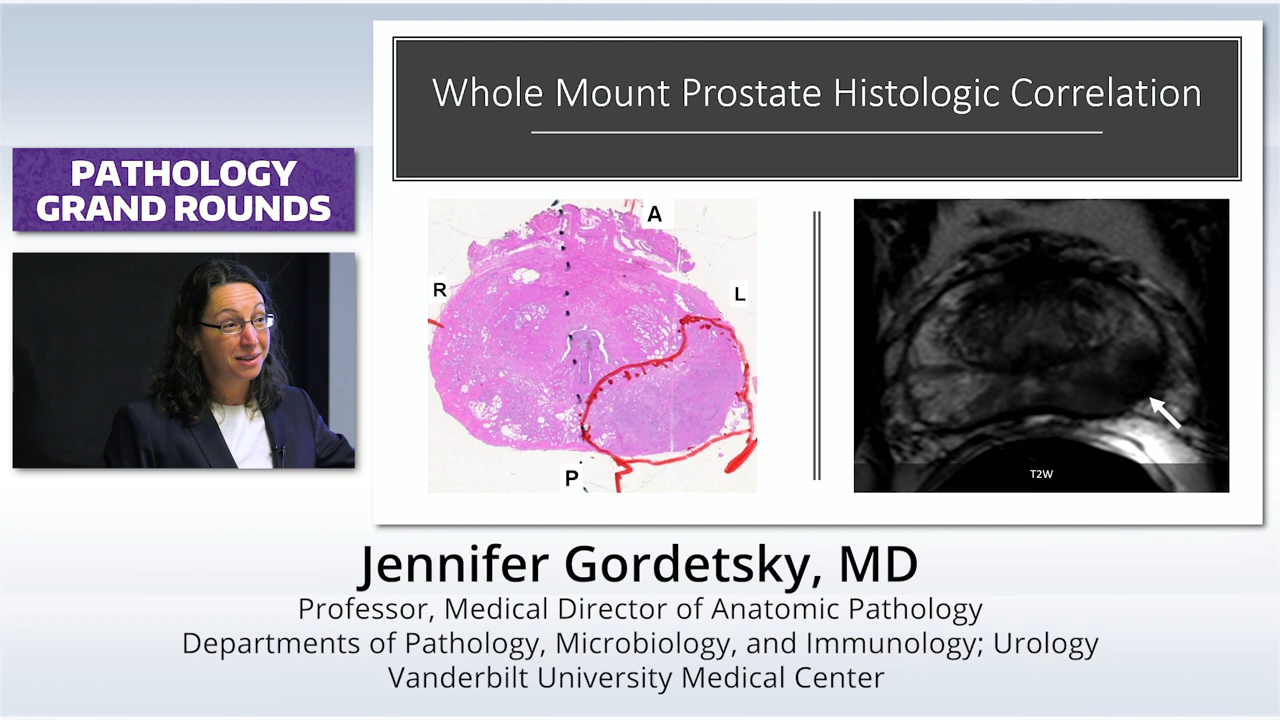 PATHOLOGY
GRAND ROUNDS
Whole Mount Prostate Histologic Correlation
A
R
L
P
T2W
Jennifer Gordetsky, MD
Professor, Medical Director of Anatomic Pathology
Departments of Pathology, Microbiology, and Immunology; Urology
Vanderbilt University Medical Center